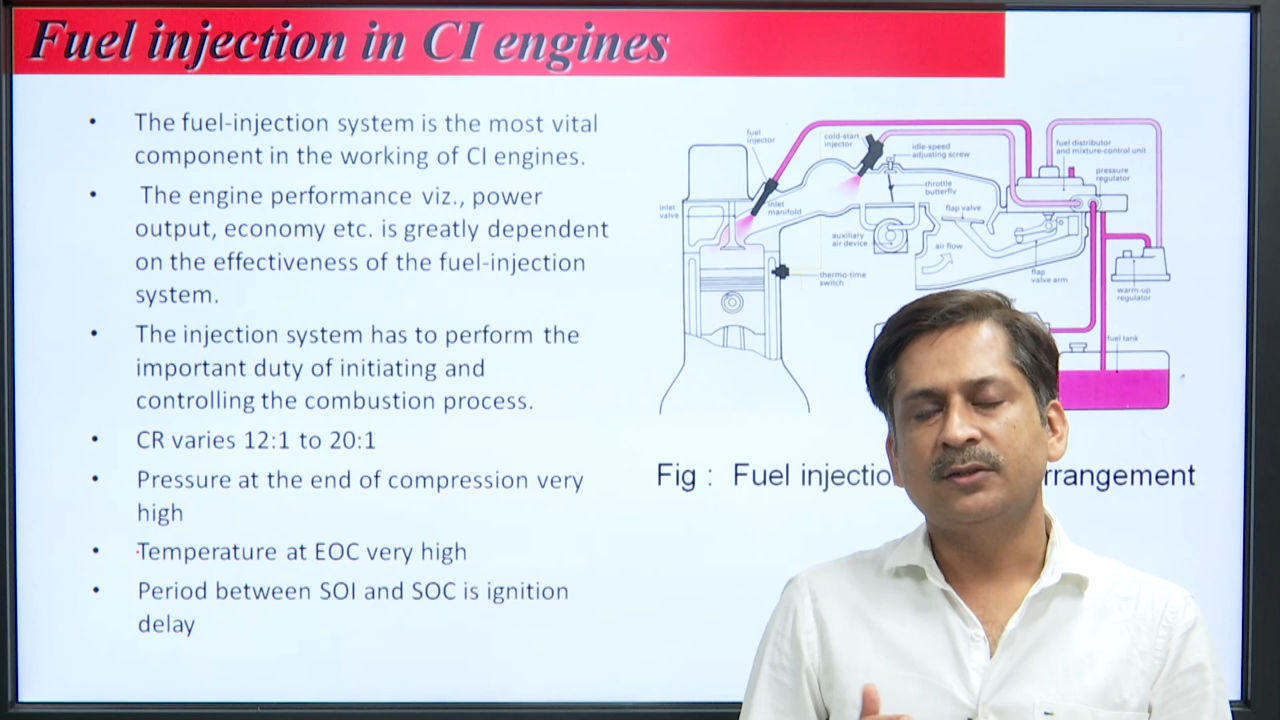 Fuel injection in CI engines
• The fuel-injection system is the most vital
component in the working of CI engines.
• The engine performance viz., power
output, economy etc. is greatly dependent
on the effectiveness of the fuel-injection
system.
• The injection system has to perform the
important duty of initiating and
controlling the combustion process.
• CR varies 12:1 to 20:1
• Pressure at the end of compression very
high
• Temperature at EOC very high
• Period between SOI and SOC is ignition
delay
fuel
injector
cold-start
injector
idle-speed
adjusting screw
fuel distributor
and mixture-control unit
pressure
regulator
throttle
butterfly
inlet
valve
inlet
manifold
flap valve
auxiliary
air device
air flow
thermo-time
switch
flap
valve arm
warm-up
regulator
fuel tank
Fig : Fuel injectio rrangement